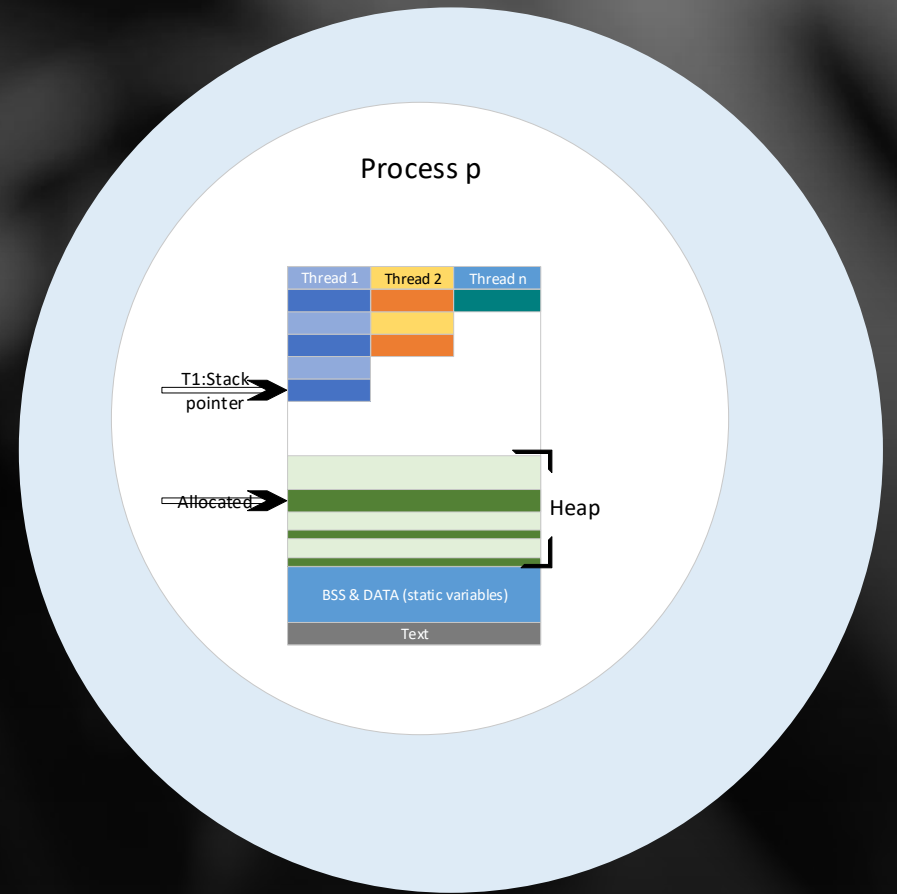 Process p
Thread 1
Thread 2
Thread n
T1:Stack
pointer
Allocated
Heap
BSS & DATA (static variables)
Text